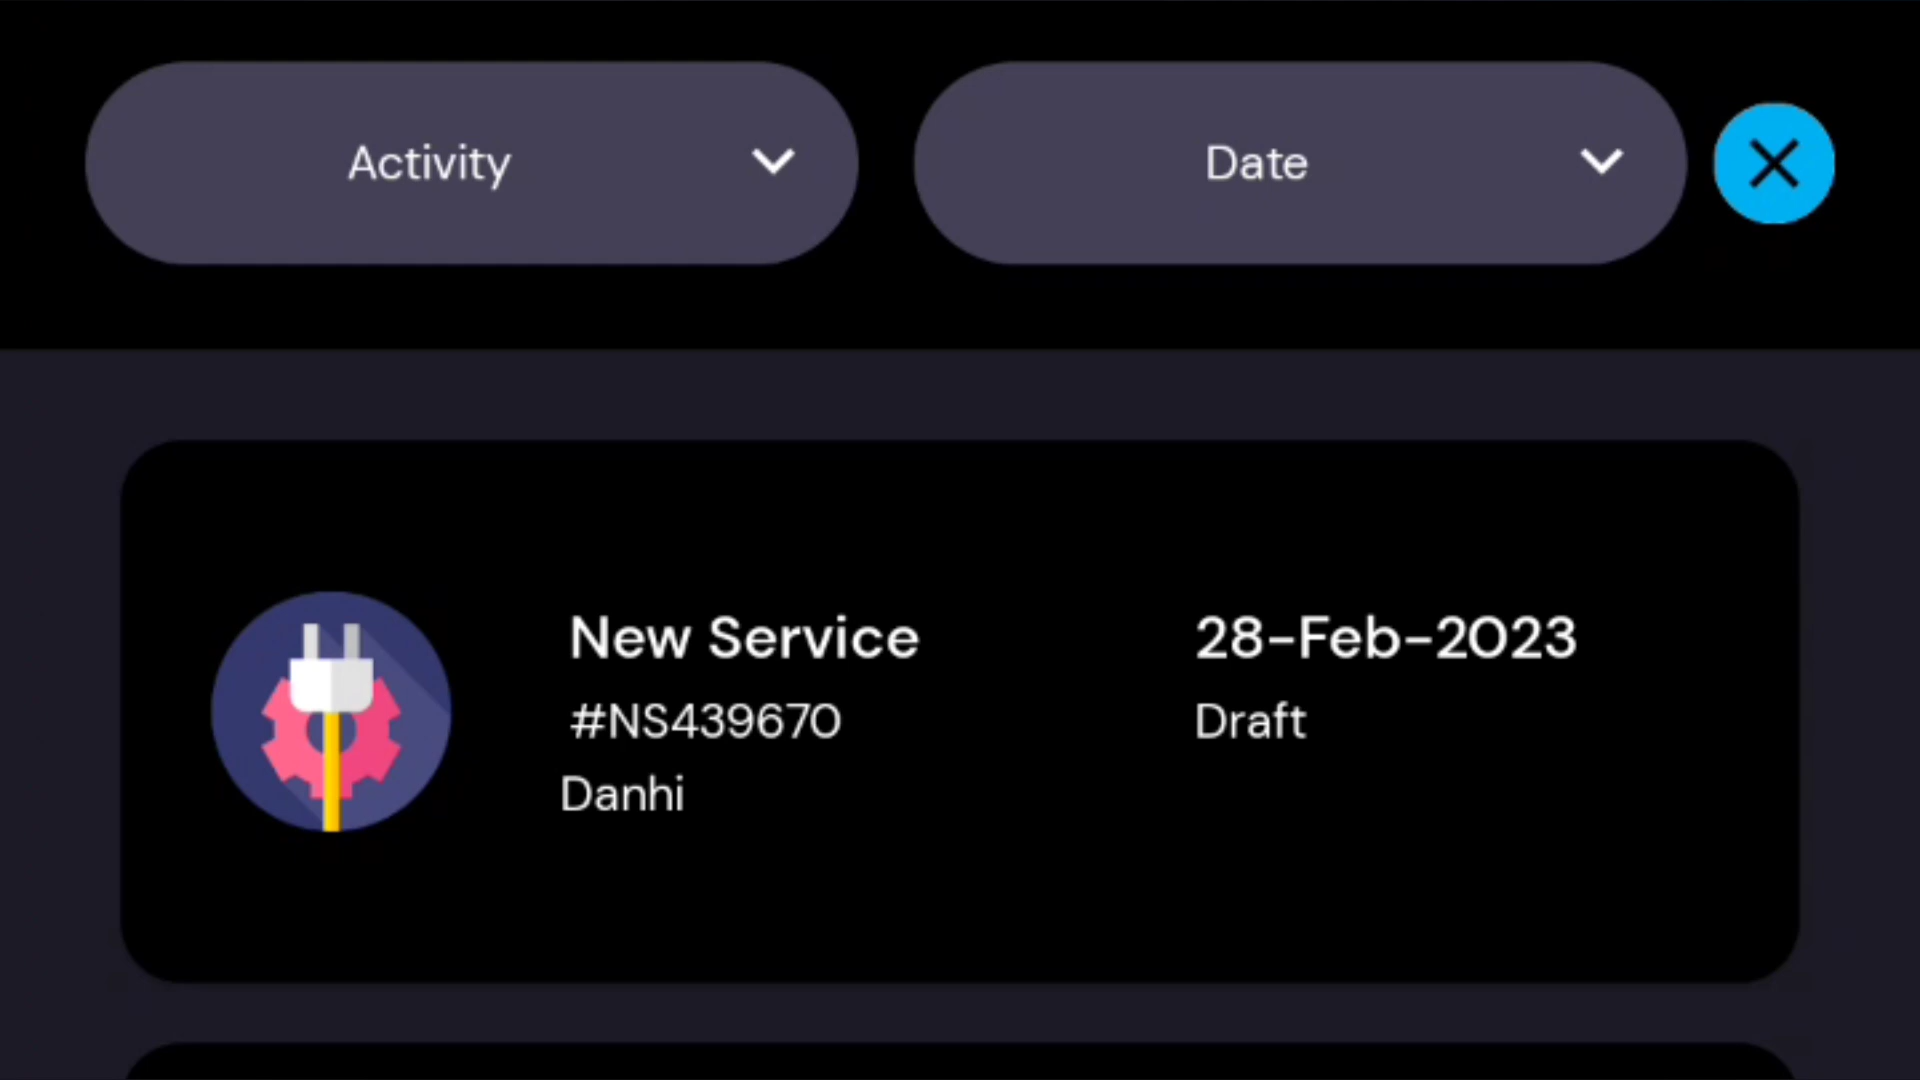 Activity
Date
New Service
28-Feb-2023
#NS439670
Draft
Danhi